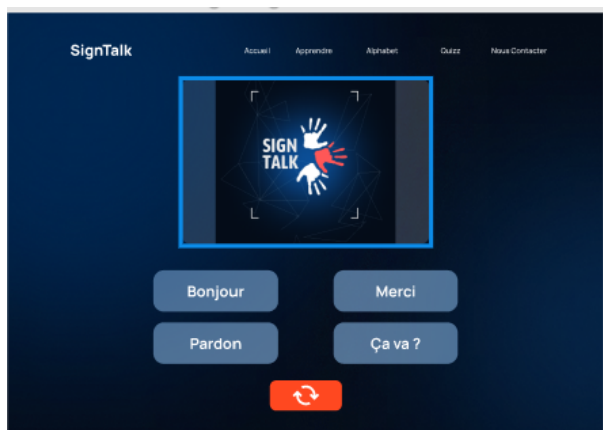 SignTalk
Accueil Apprendre Alphabet Quizz Nous Contacter
SIGN
TALK
Bonjour Merci
Pardon Ça va ?